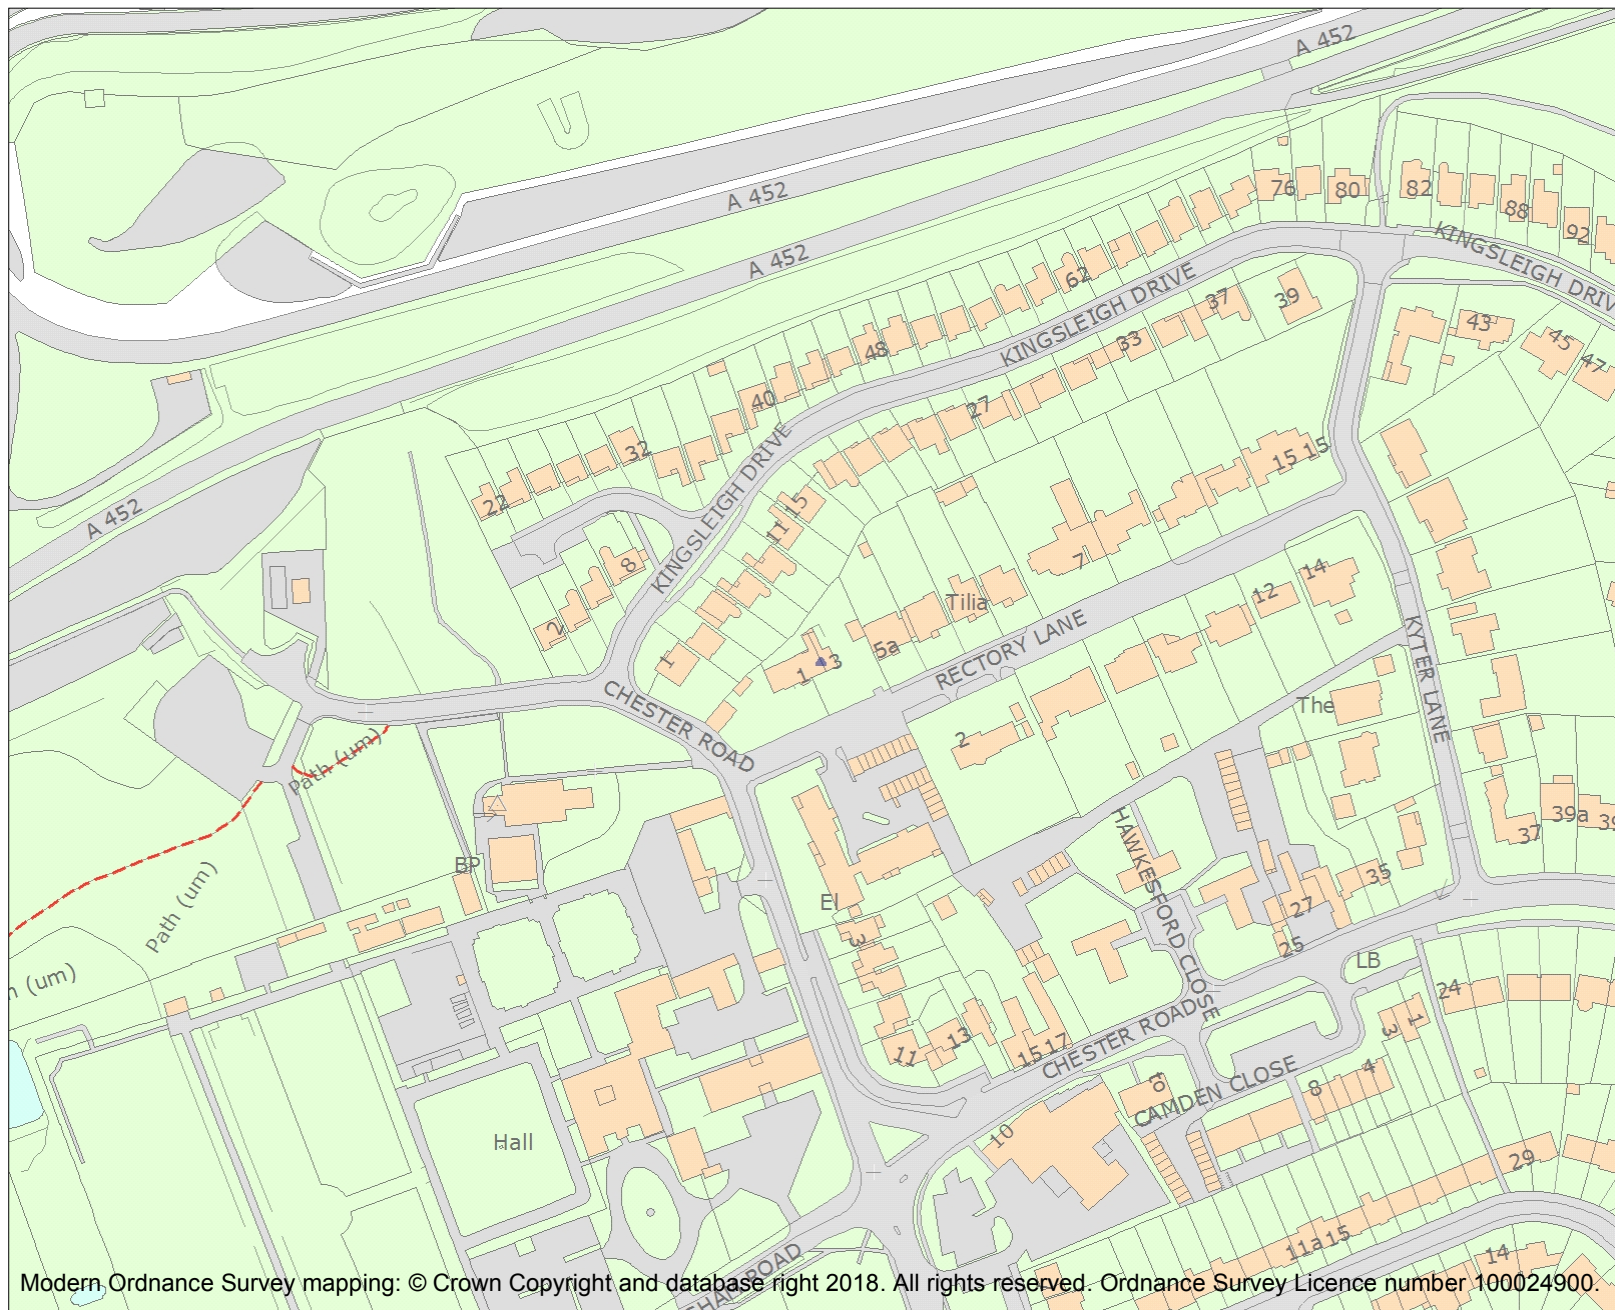 A 452
76
80
82
88
92
A 452
KINGSLEIGH DRIVE
A 452
62
KINGSLEIGH DRIVE
37
39
43
45
47
48
33
40
27
32
15 15
22
KINGSLEIGH DRIVE
15
11
A 452
8
7
14
12
2
Tilia
1
1
3
5a
RECTORY LANE
KYTER LANE
CHESTER ROAD
The
2
Path (um)
HAWKESFORD CLOSE
39a
37
BP
35
El
27
Path (um)
3
25
LB
24
11
13
15
17
CHESTER ROAD
1
3
to
CAMDEN CLOSE
4
8
10
Hall
29
11a
15
14
Modern Ordnance Survey mapping: © Crown Copyright and database right 2018. All rights reserved. Ordnance Survey Licence number 100024900.